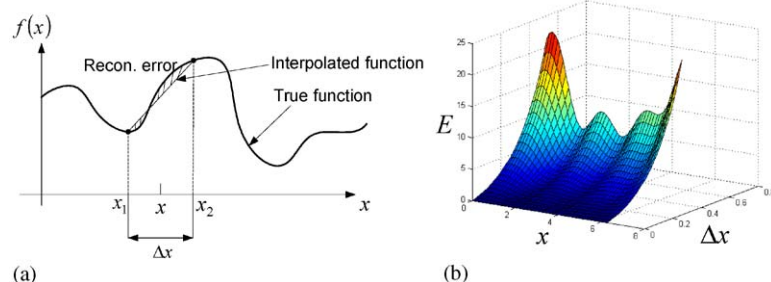 f(x)
Recon. error
Interpolated function
True function
x₁
x
x₂
x
Δx
(a)
25
20
15
10
5
0
E
0
2
4
6
8
x
0
0.2
0.4
0.6
Δx
(b)